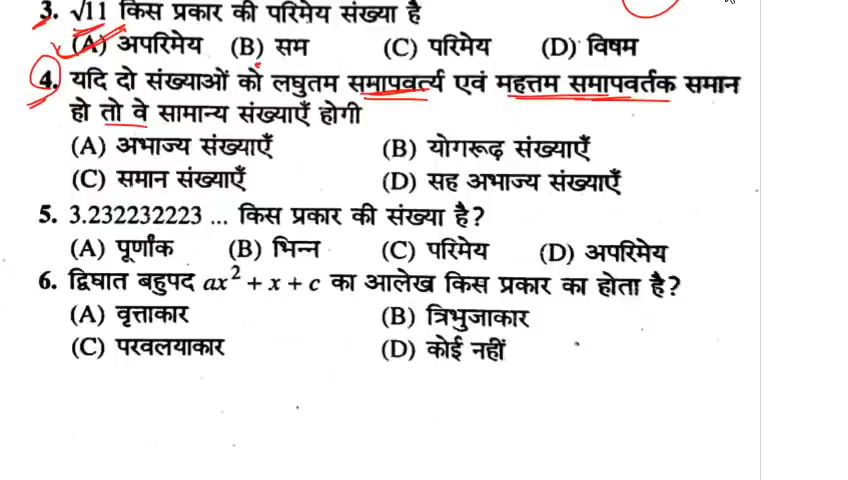 3. √11 किस प्रकार की परिमेय संख्या है
(A) अपरिमेय (B) सम (C) परिमेय (D) विषम
4. यदि दो संख्याओं को लघुतम समापवर्त्य एवं महत्तम समापवर्तक समान
हो तो वे सामान्य संख्याएँ होगी
(A) अभाज्य संख्याएँ (B) योगरूढ़ संख्याएँ
(C) समान संख्याएँ (D) सह अभाज्य संख्याएँ
5. 3.232232223 ... किस प्रकार की संख्या है?
(A) पूर्णांक (B) भिन्न (C) परिमेय (D) अपरिमेय
6. द्विघात बहुपद ax² + x + c का आलेख किस प्रकार का होता है?
(A) वृत्ताकार (B) त्रिभुजाकार
(C) परवलयाकार (D) कोई नहीं